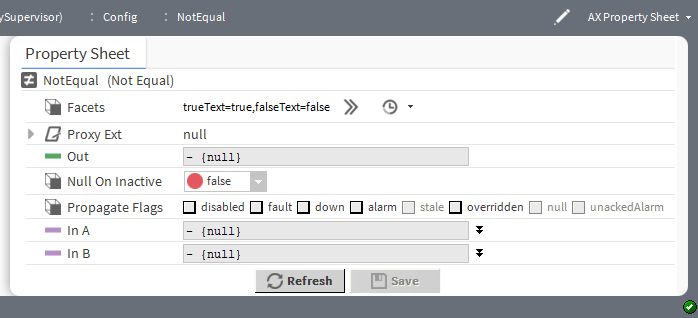 ySupervisor) : Config : NotEqual AX Property Sheet
Property Sheet
NotEqual (Not Equal)
Facets trueText=true,falseText=false
Proxy Ext null
Out - {null}
Null On Inactive false
Propagate Flags disabled fault down alarm stale overridden null unackedAlarm
In A - {null}
In B - {null}
Refresh Save